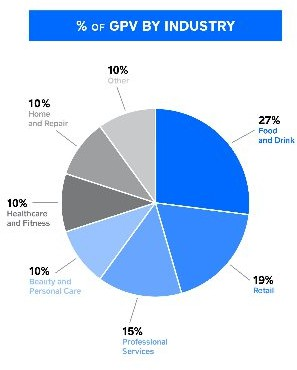 % OF GPV BY INDUSTRY
10%
Other
27%
Food
and Drink
10%
Home
and Repair
10%
Healthcare
and Fitness
19%
Retail
10%
Beauty and
Personal Care
15%
Professional
Services